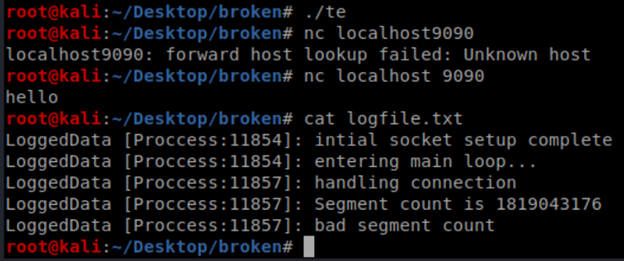 root@kali:~/Desktop/broken# ./te
root@kali:~/Desktop/broken# nc localhost9090
localhost9090: forward host lookup failed: Unknown host
root@kali:~/Desktop/broken# nc localhost 9090
hello
root@kali:~/Desktop/broken# cat logfile.txt
LoggedData [Proccess:11854]: intial socket setup complete
LoggedData [Proccess:11854]: entering main loop...
LoggedData [Proccess:11857]: handling connection
LoggedData [Proccess:11857]: Segment count is 1819043176
LoggedData [Proccess:11857]: bad segment count
root@kali:~/Desktop/broken#